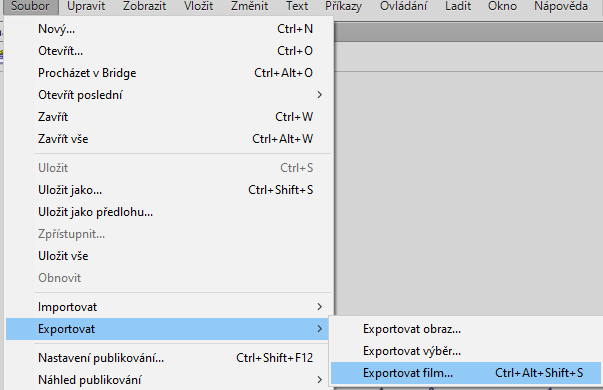 Soubor Upravit Zobrazit Vložit Změnit Text Příkazy Ovládání Ladit Okno Nápověda
Nový... Ctrl+N
Otevřít... Ctrl+O
Procházet v Bridge Ctrl+Alt+O
Otevřít poslední
Zavřít Ctrl+W
Zavřít vše Ctrl+Alt+W
Uložit Ctrl+S
Uložit jako... Ctrl+Shift+S
Uložit jako předlohu...
Zpřístupnit...
Uložit vše
Obnovit
Importovat
Exportovat
Exportovat obraz...
Exportovat výběr...
Exportovat film... Ctrl+Alt+Shift+S
Nastavení publikování... Ctrl+Shift+F12
Náhled publikování